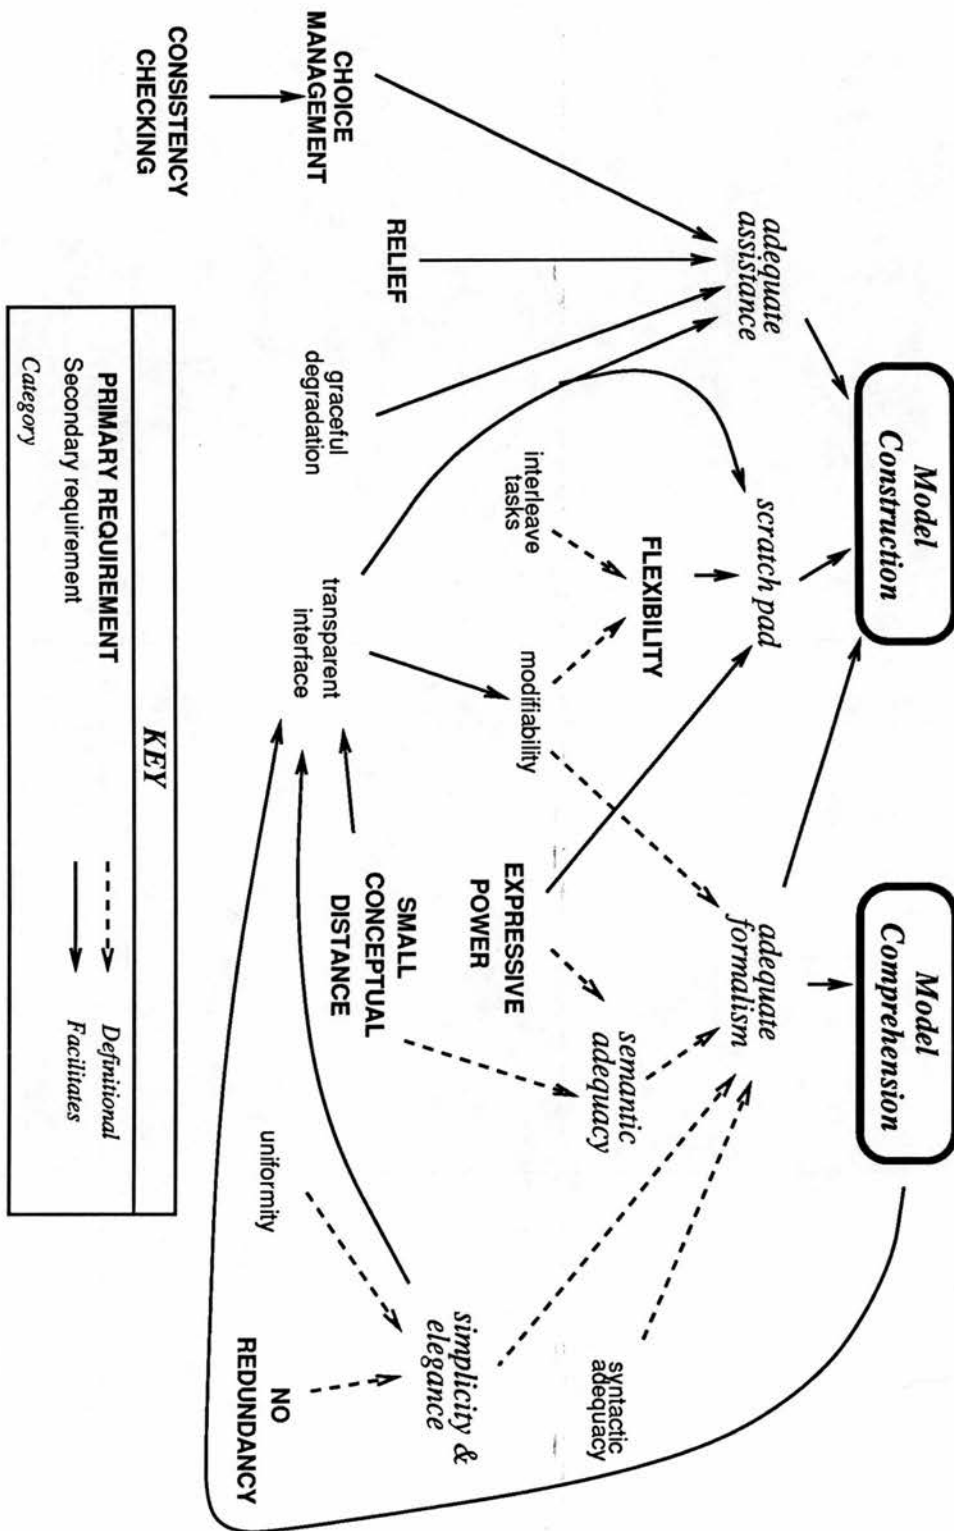 Model
Construction
Model
Comprehension
adequate
assistance
scratch pad
adequate
formalism
FLEXIBILITY
interleave
tasks
modifiability
semantic
adequacy
syntactic
adequacy
EXPRESSIVE
POWER
CHOICE
MANAGEMENT
RELIEF
graceful
degradation
transparent
interface
SMALL
CONCEPTUAL
DISTANCE
simplicity &
elegance
uniformity
NO
REDUNDANCY
CONSISTENCY
CHECKING
KEY
PRIMARY REQUIREMENT
Secondary requirement
Category
Definitional
Facilitates